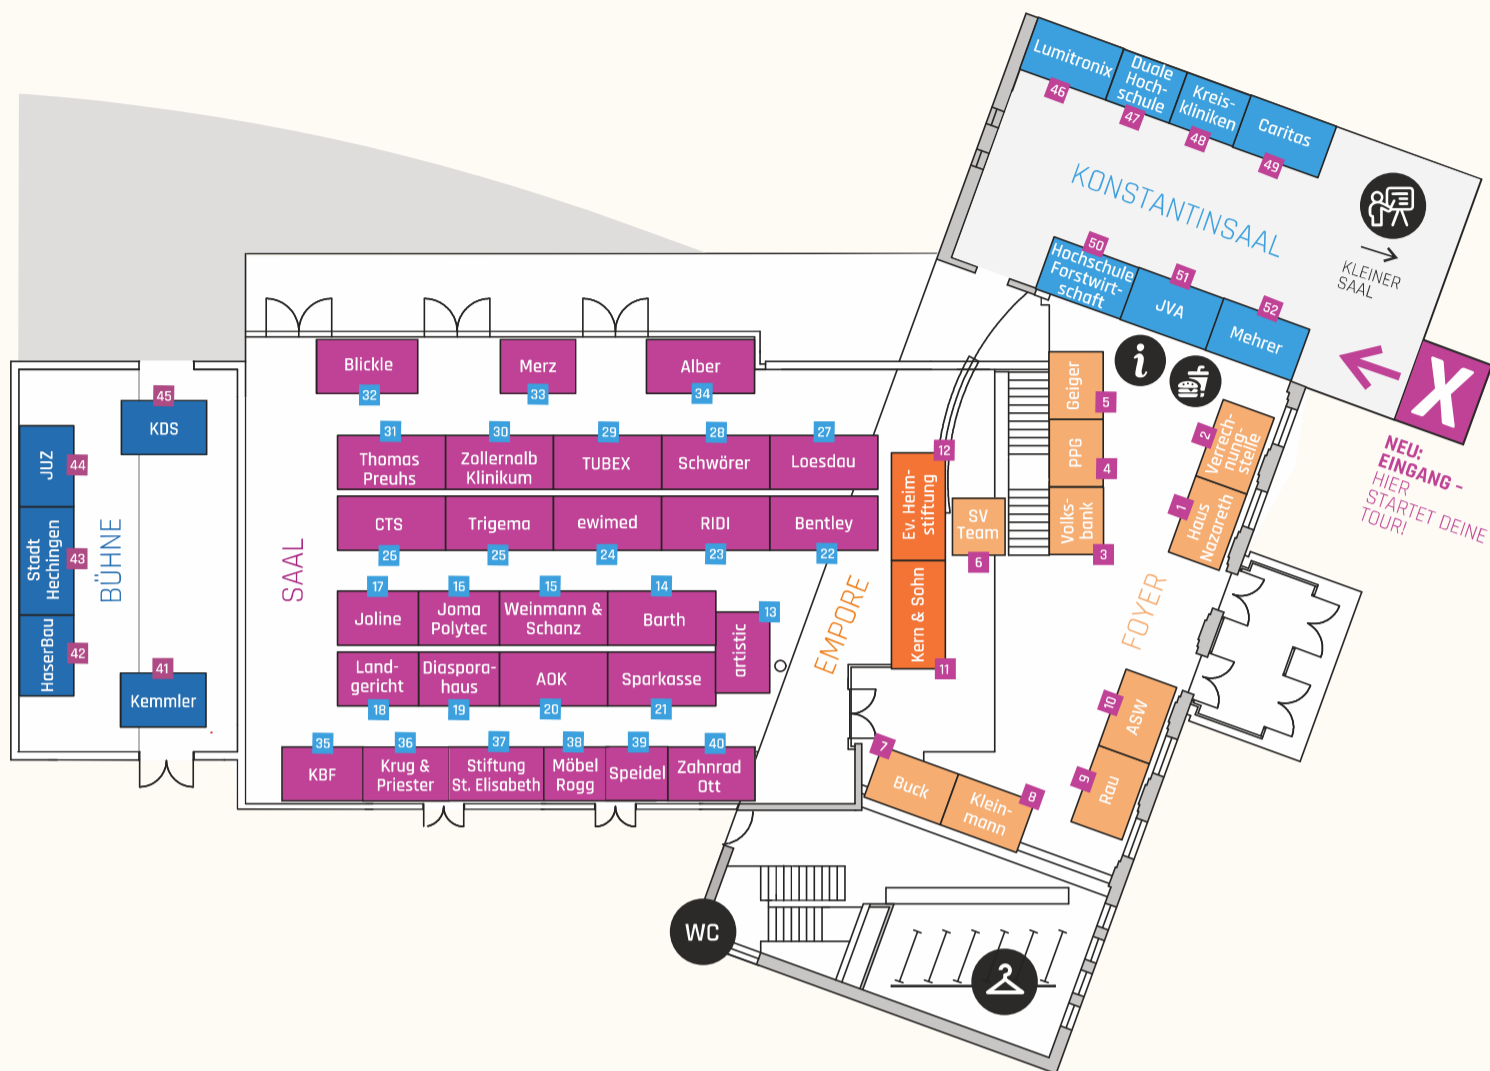 Lumitronix
46
Duale
Hoch-
schule
47
Kreis-
kliniken
48
Caritas
49
KONSTANTINSAAL
KLEINER
SAAL
50
Hochschule
Forstwirt-
schaft
51
JVA
52
Mehrer
X
NEU:
EINGANG –
HIER
STARTET DEINE
TOUR!
i
Geiger
5
PPG
4
Volks-
bank
3
2
Verrech-
nungs-
stelle
1
Haus
Nazareth
FOYER
12
Ev. Heim-
stiftung
Kern & Sohn
11
SV
Team
6
EMPORE
10
ASW
9
Rau
7
Buck
Klein-
mann
8
WC
SAAL
Blickle
32
Merz
33
Alber
34
31
30
29
28
27
Thomas
Preuhs
Zollernalb
Klinikum
TUBEX
Schwörer
Loesdau
CTS
Trigema
ewimed
RIDI
Bentley
26
25
24
23
22
17
16
15
14
13
Joline
Joma
Polytec
Weinmann &
Schanz
Barth
artistic
Land-
gericht
Diaspora-
haus
AOK
Sparkasse
18
19
20
21
35
36
37
38
39
40
KBF
Krug &
Priester
Stiftung
St. Elisabeth
Möbel
Rogg
Speidel
Zahnrad
Ott
BÜHNE
45
KDS
JUZ
44
Stadt
Hechingen
43
HaserBau
42
41
Kemmler